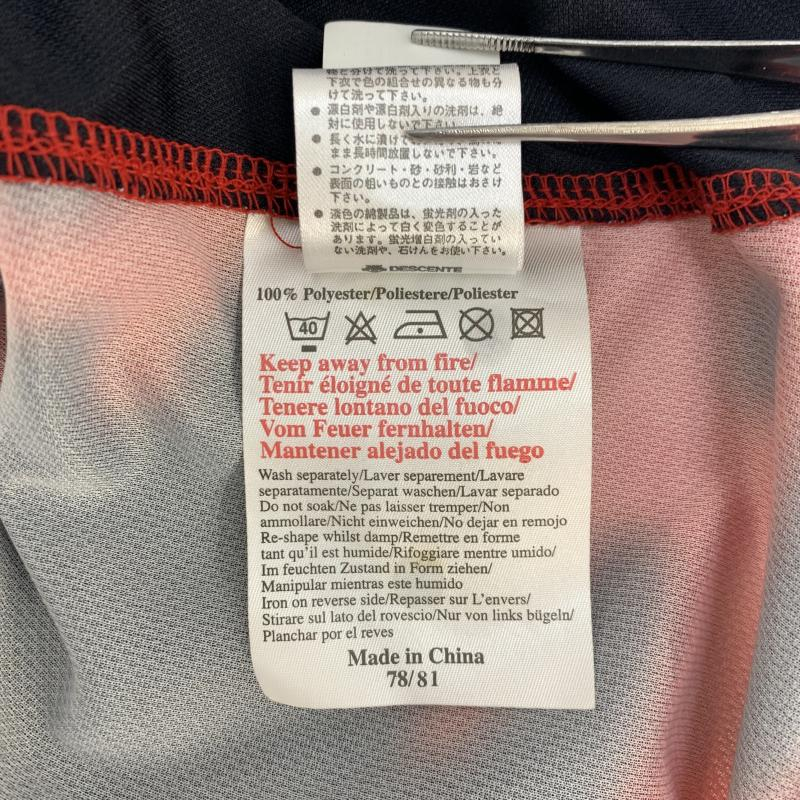 下衣で色の組合せの異なる物も分
けて洗って下さい。
● 漂白剤や漂白剤入りの洗剤は、絶
対に使用しないで下さい。
● 長く水に漬けて
まま長時間放置しないで下さい。
● コンクリート・砂・砂利・岩など
表面の粗いものとの接触はおさけ
下さい。
● 淡色の綿製品は、蛍光剤の入った
洗剤によって白く変色することが
あります。蛍光増白剤の入ってい
ない洗剤や、石けんをお使い下さい。
DESCENTE
100% Polyester/Poliestere/Poliester
40
Keep away from fire/
Tenir éloigné de toute flamme/
Tenere lontano del fuoco/
Vom Feuer fernhalten/
Mantener alejado del fuego
Wash separately/Laver separement/Lavare
separatamente/Separat waschen/Lavar separado
Do not soak/Ne pas laisser tremper/Non
ammollare/Nicht einweichen/No dejar en remojo
Re-shape whilst damp/Remettre en forme
tant qu'il est humide/Rifoggiare mentre umido/
Im feuchten Zustand in Form ziehen/
Manipular mientras este humido
Iron on reverse side/Repasser sur L'envers/
Stirare sul lato del rovescio/Nur von links bügeln/
Planchar por el reves
Made in China
78/81